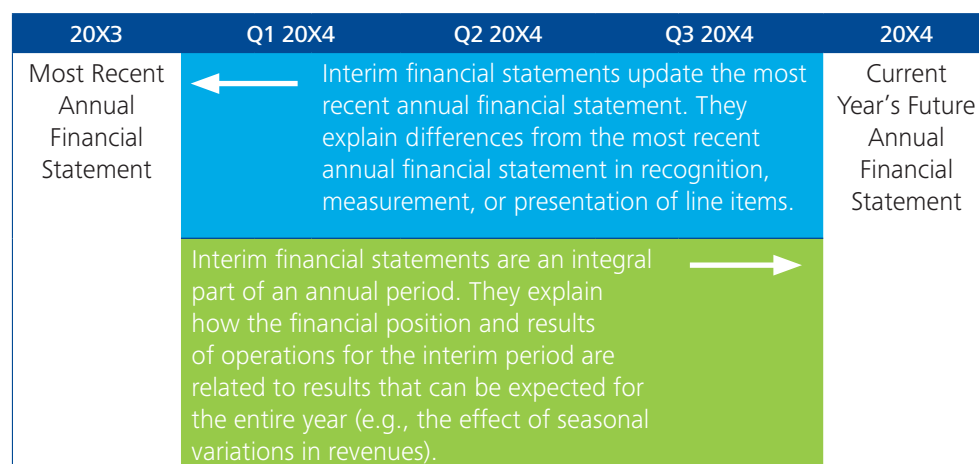 20X3
Q1 20X4
Q2 20X4
Q3 20X4
20X4
Most Recent
Annual
Financial
Statement
Interim financial statements update the most
recent annual financial statement. They
explain differences from the most recent
annual financial statement in recognition,
measurement, or presentation of line items.
Current
Year's Future
Annual
Financial
Statement
Interim financial statements are an integral
part of an annual period. They explain
how the financial position and results
of operations for the interim period are
related to results that can be expected for
the entire year (e.g., the effect of seasonal
variations in revenues).